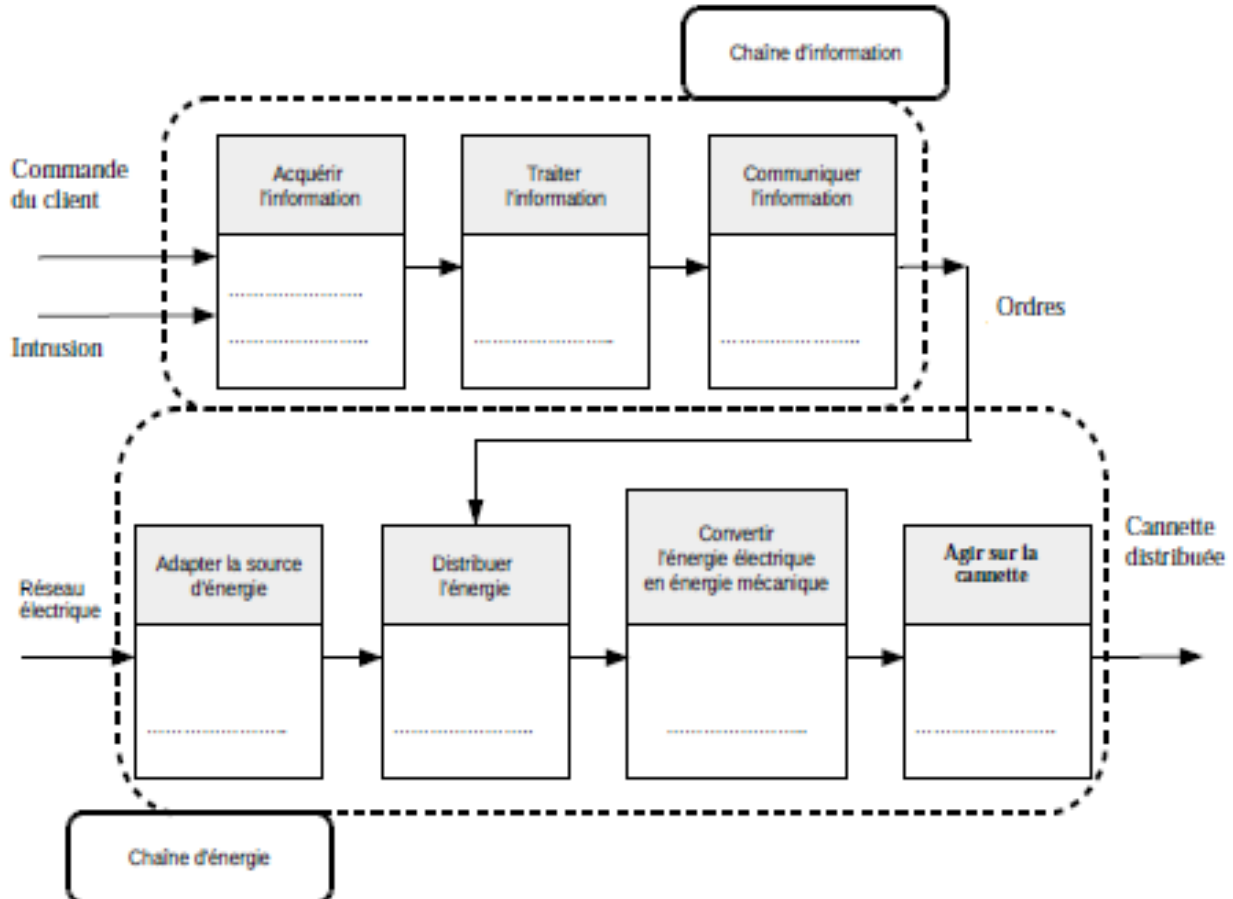 Chaîne d'information
Commande
du client
Acquérir
l'information
Traiter
l'information
Communiquer
l'information
…………………..
…………………..
…………………..
…………………..
Intrusion
Ordres
Réseau
électrique
Adapter la source
d'énergie
Distribuer
l'énergie
Convertir
l'énergie électrique
en énergie mécanique
Agir sur la
cannette
Cannette
distribuée
…………………..
…………………..
…………………..
…………………..
Chaîne d'énergie